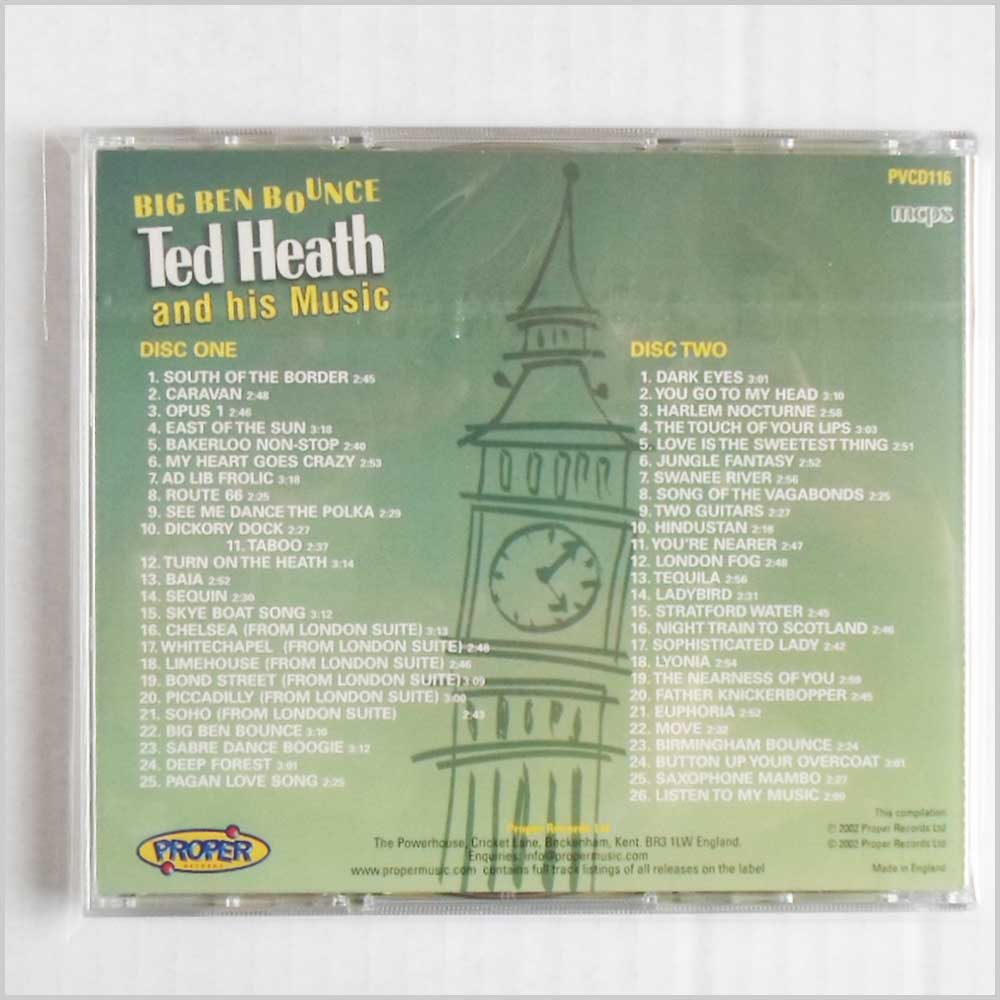 BIG BEN BOUNCE
Ted Heath
and his Music
PVCD116
mcps
DISC ONE
1. SOUTH OF THE BORDER 2:45
2. CARAVAN 2:48
3. OPUS 1 2:46
4. EAST OF THE SUN 3:18
5. BAKERLOO NON-STOP 2:40
6. MY HEART GOES CRAZY 2:53
7. AD LIB FROLIC 3:18
8. ROUTE 66 2:25
9. SEE ME DANCE THE POLKA 2:29
10. DICKORY DOCK 2:27
11. TABOO 2:37
12. TURN ON THE HEATH 3:14
13. BAIA 2:52
14. SEQUIN 2:30
15. SKYE BOAT SONG 3:12
16. CHELSEA (FROM LONDON SUITE) 3:13
17. WHITECHAPEL (FROM LONDON SUITE) 2:48
18. LIMEHOUSE (FROM LONDON SUITE) 2:46
19. BOND STREET (FROM LONDON SUITE) 3:09
20. PICCADILLY (FROM LONDON SUITE) 3:00
21. SOHO (FROM LONDON SUITE) 2:43
22. BIG BEN BOUNCE 3:10
23. SABRE DANCE BOOGIE 3:12
24. DEEP FOREST 3:01
25. PAGAN LOVE SONG 2:25
DISC TWO
1. DARK EYES 3:01
2. YOU GO TO MY HEAD 3:10
3. HARLEM NOCTURNE 2:58
4. THE TOUCH OF YOUR LIPS 3:03
5. LOVE IS THE SWEETEST THING 2:51
6. JUNGLE FANTASY 2:52
7. SWANEE RIVER 2:56
8. SONG OF THE VAGABONDS 2:25
9. TWO GUITARS 2:27
10. HINDUSTAN 2:18
11. YOU'RE NEARER 2:47
12. LONDON FOG 2:48
13. TEQUILA 2:56
14. LADYBIRD 2:31
15. STRATFORD WATER 2:45
16. NIGHT TRAIN TO SCOTLAND 2:46
17. SOPHISTICATED LADY 2:42
18. LYONIA 2:54
19. THE NEARNESS OF YOU 2:59
20. FATHER KNICKERBOPPER 2:45
21. EUPHORIA 2:52
22. MOVE 2:32
23. BIRMINGHAM BOUNCE 2:24
24. BUTTON UP YOUR OVERCOAT 3:01
25. SAXOPHONE MAMBO 2:27
26. LISTEN TO MY MUSIC 2:09
PROPER
RECORDS
Proper Records Ltd
The Powerhouse, Cricket Lane, Beckenham, Kent. BR3 1LW England.
Enquiries: info@propermusic.com
www.propermusic.com contains full track listings of all releases on the label
This compilation
℗ 2002 Proper Records Ltd
© 2002 Proper Records Ltd
Made in England